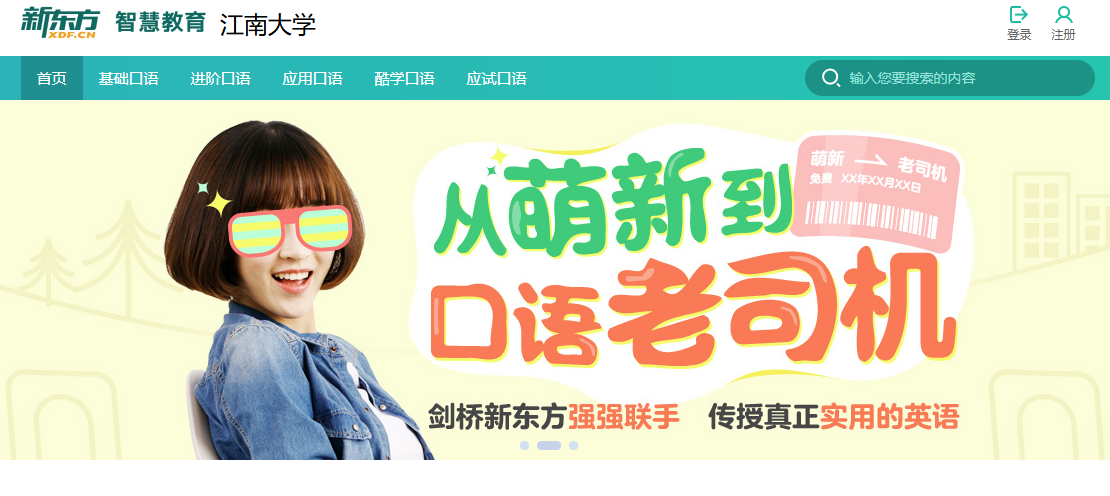 新东方
XDF.CN
智慧教育
江南大学
登录
注册
首页 基础口语 进阶口语 应用口语 酷学口语 应试口语
输入您要搜索的内容
从萌新到
萌新 老司机
免费 XX年XX月XX日
口语老司机
剑桥新东方强强联手 传授真正实用的英语